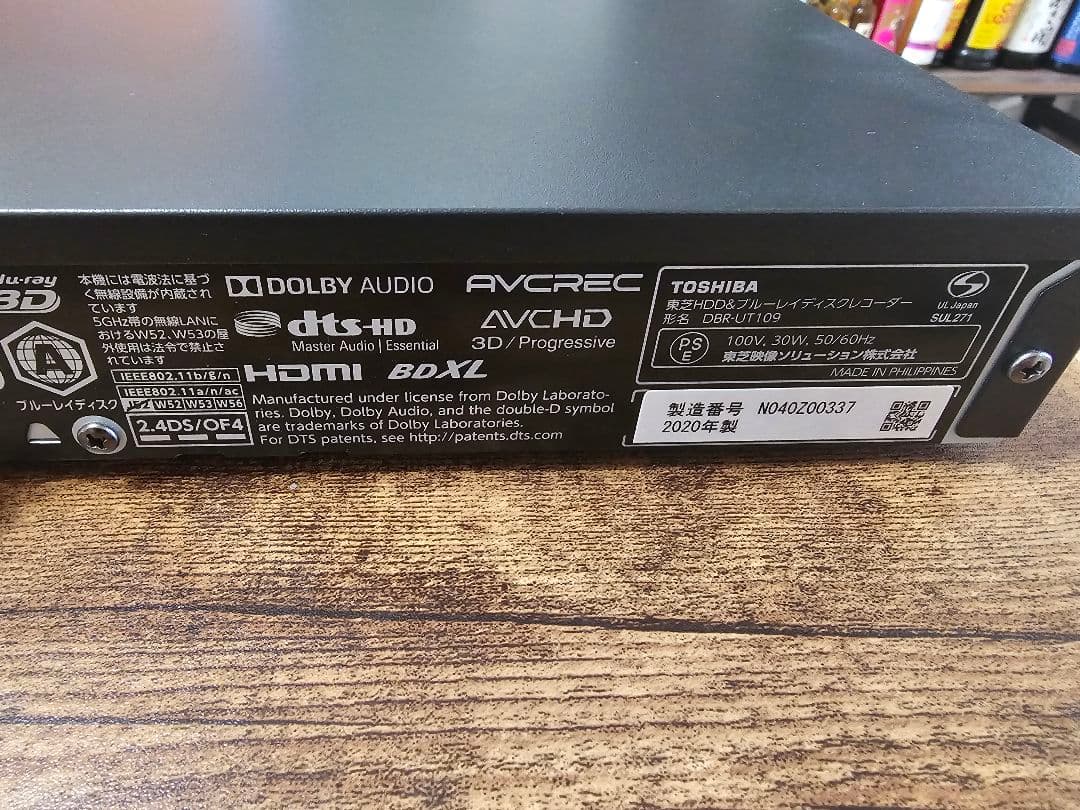 3D
本機には電波法に基づ
く無線設備が内蔵され
ています
5GHz帯の無線LANに
おけるW52、W53の屋
外使用は法令で禁止さ
れています
A
ブルーレイディスク
IEEE802.11b/g/n
IEEE802.11a/n/ac
J52 W52 W53 W56
2.4DS/OF4
DOLBY AUDIO
dts-HD
Master Audio | Essential
HDMI
AVCREC
AVCHD
3D/Progressive
BDXL
Manufactured under license from Dolby Laborato-
ries. Dolby, Dolby Audio, and the double-D symbol
are trademarks of Dolby Laboratories.
For DTS patents, see http://patents.dts.com
TOSHIBA
東芝HDD&ブルーレイディスクレコーダー
形名 DBR-UT109
PS
E
100V, 30W, 50/60Hz
東芝映像ソリューション株式会社
MADE IN PHILIPPINES
S
UL Japan
SUL271
製造番号 N040Z00337
2020年製